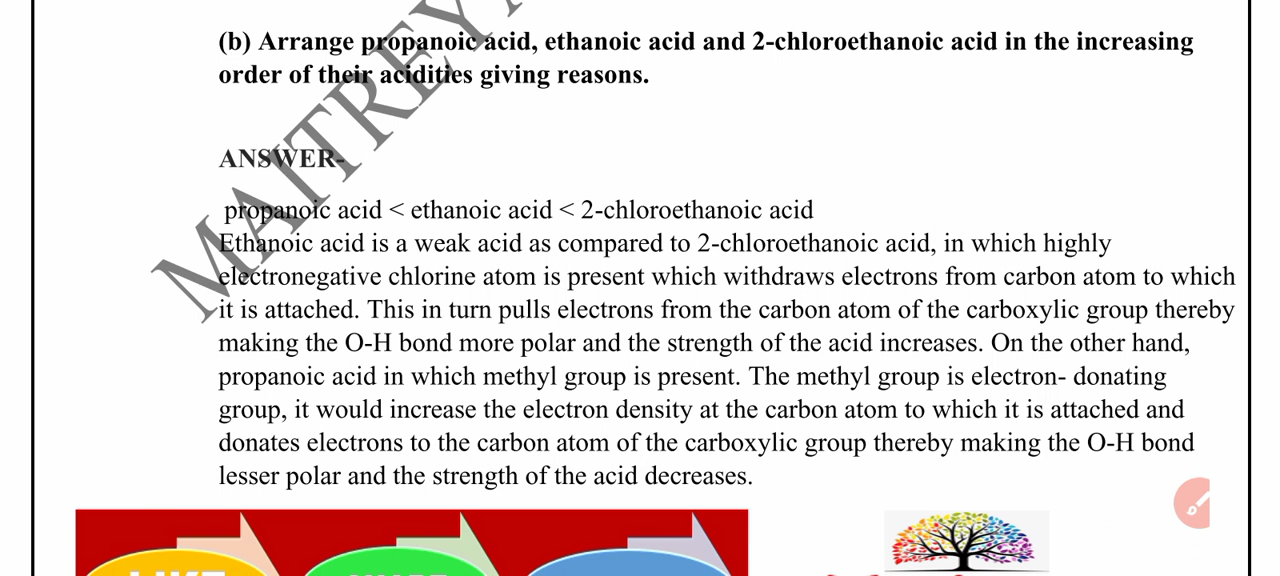 (b) Arrange propanoic acid, ethanoic acid and 2-chloroethanoic acid in the increasing
order of their acidities giving reasons.
ANSWER-
propanoic acid < ethanoic acid < 2-chloroethanoic acid
Ethanoic acid is a weak acid as compared to 2-chloroethanoic acid, in which highly
electronegative chlorine atom is present which withdraws electrons from carbon atom to which
it is attached. This in turn pulls electrons from the carbon atom of the carboxylic group thereby
making the O-H bond more polar and the strength of the acid increases. On the other hand,
propanoic acid in which methyl group is present. The methyl group is electron- donating
group, it would increase the electron density at the carbon atom to which it is attached and
donates electrons to the carbon atom of the carboxylic group thereby making the O-H bond
lesser polar and the strength of the acid decreases.